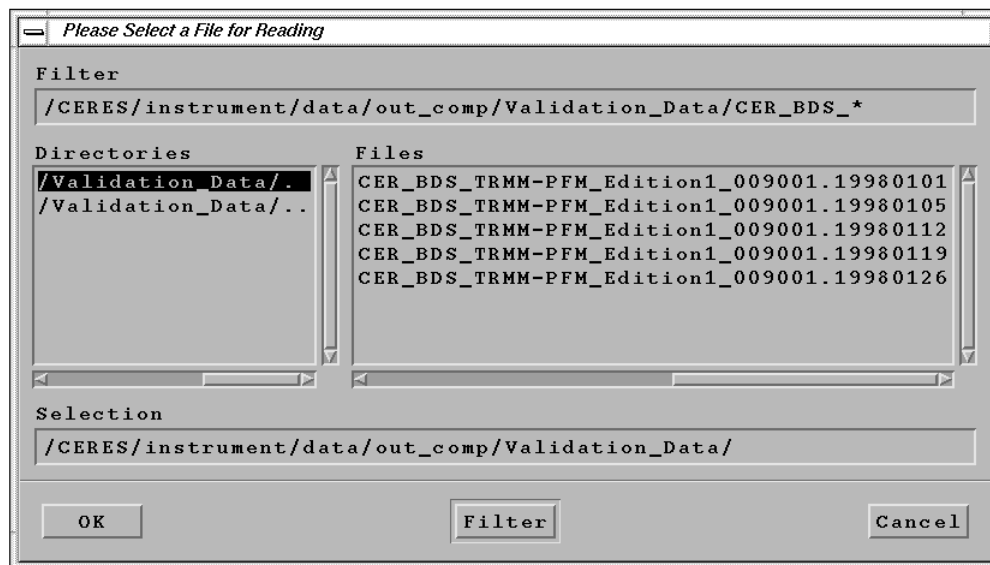 Please Select a File for Reading
Filter
/CERES/instrument/data/out_comp/Validation_Data/CER_BDS_*
Directories
Files
/Validation_Data/.
/Validation_Data/..
CER_BDS_TRMM-PFM_Edition1_009001.19980101
CER_BDS_TRMM-PFM_Edition1_009001.19980105
CER_BDS_TRMM-PFM_Edition1_009001.19980112
CER_BDS_TRMM-PFM_Edition1_009001.19980119
CER_BDS_TRMM-PFM_Edition1_009001.19980126
Selection
/CERES/instrument/data/out_comp/Validation_Data/
OK
Filter
Cancel